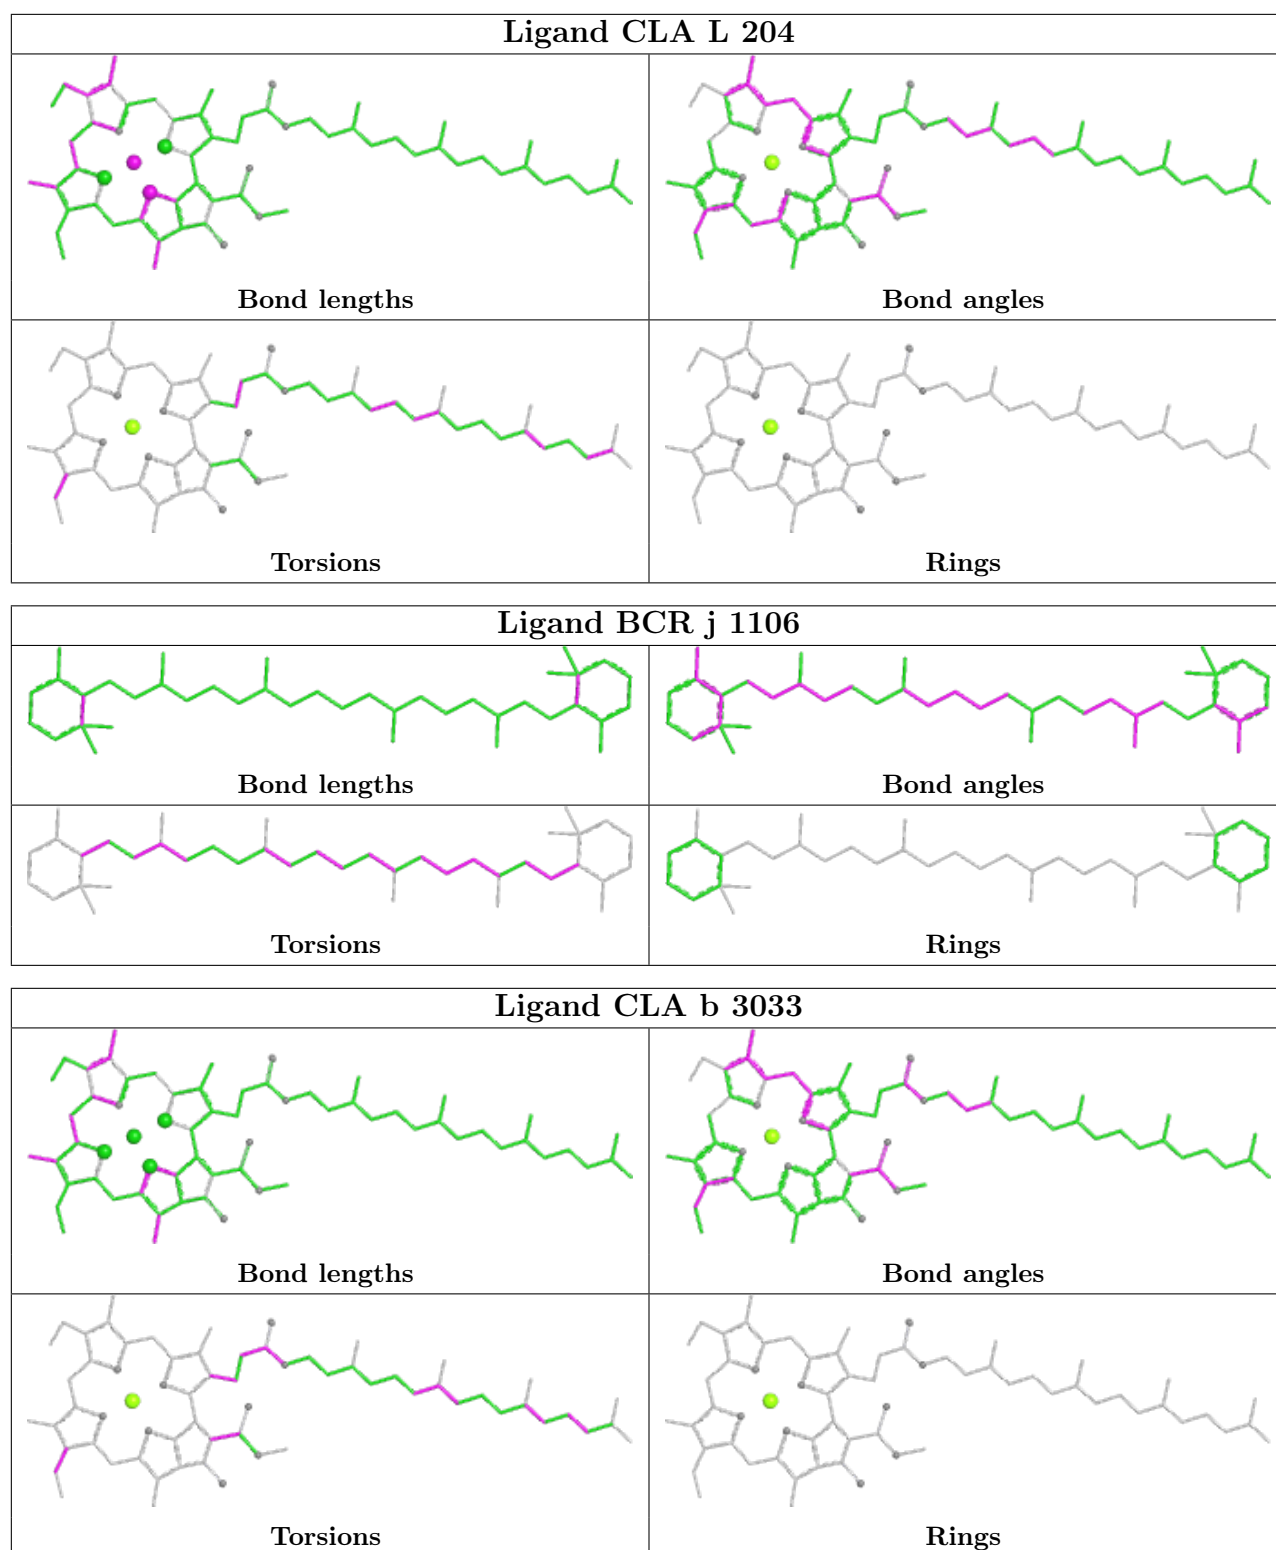 Ligand CLA L 204
Bond lengths
Bond angles
Torsions
Rings
Ligand BCR j 1106
Bond lengths
Bond angles
Torsions
Rings
Ligand CLA b 3033
Bond lengths
Bond angles
Torsions
Rings